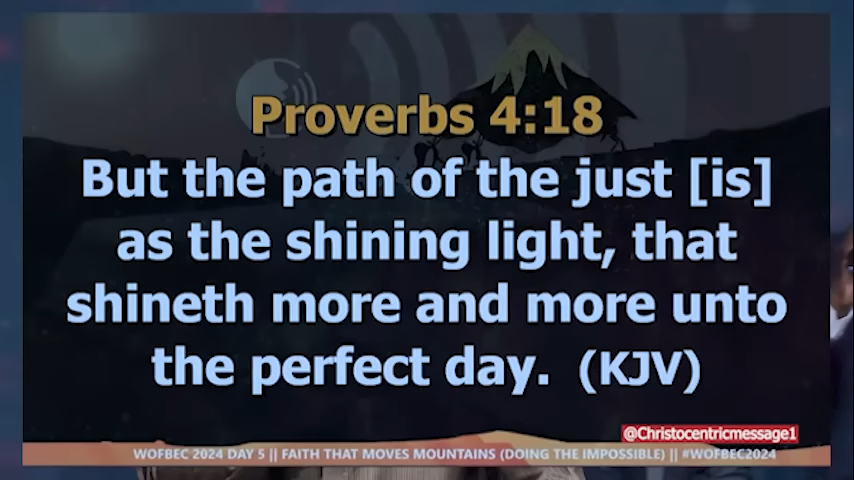 Proverbs 4:18
But the path of the just [is]
as the shining light, that
shineth more and more unto
the perfect day. (KJV)
@Christocentricmessage1
WOFBEC 2024 DAY 5 || FAITH THAT MOVES MOUNTAINS (DOING THE IMPOSSIBLE) || #WOFBEC2024